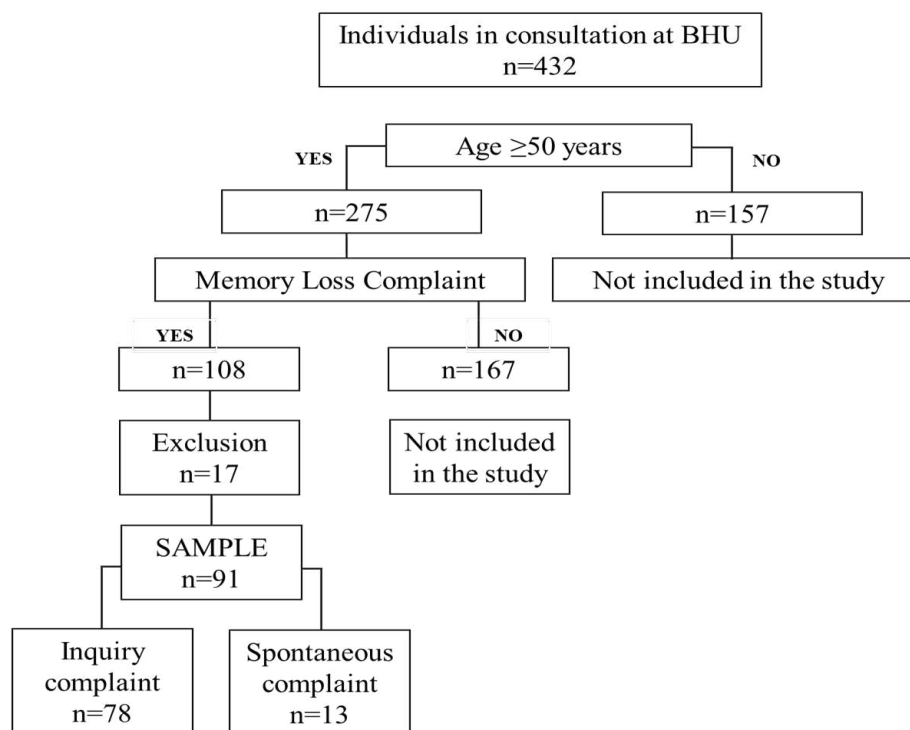 Individuals in consultation at BHU
n=432
Age ≥50 years
YES
NO
n=275
n=157
Memory Loss Complaint
Not included in the study
YES
NO
n=108
n=167
Exclusion
n=17
Not included
in the study
SAMPLE
n=91
Inquiry
complaint
n=78
Spontaneous
complaint
n=13